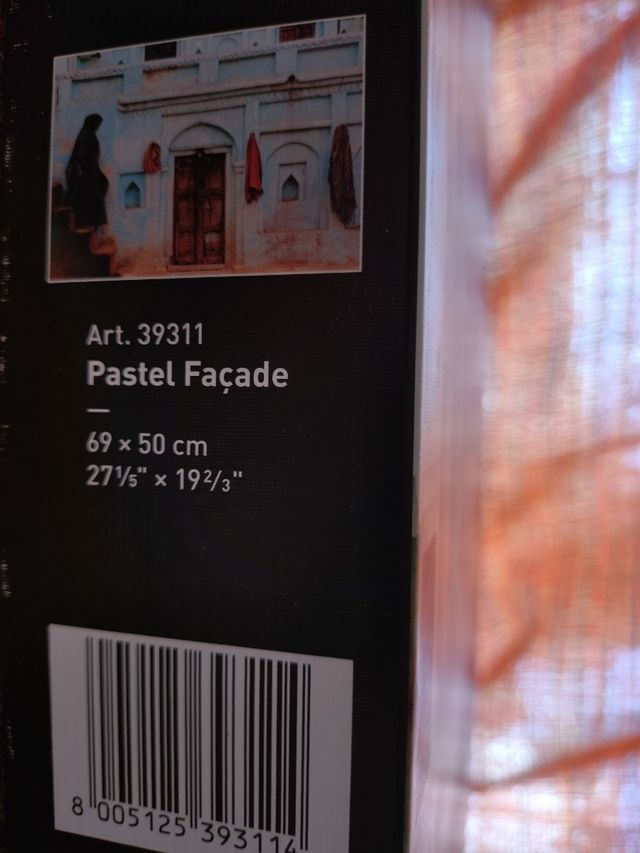 Art. 39311
Pastel Façade
69 × 50 cm
27⅕" × 19⅔"
8 005125 393114